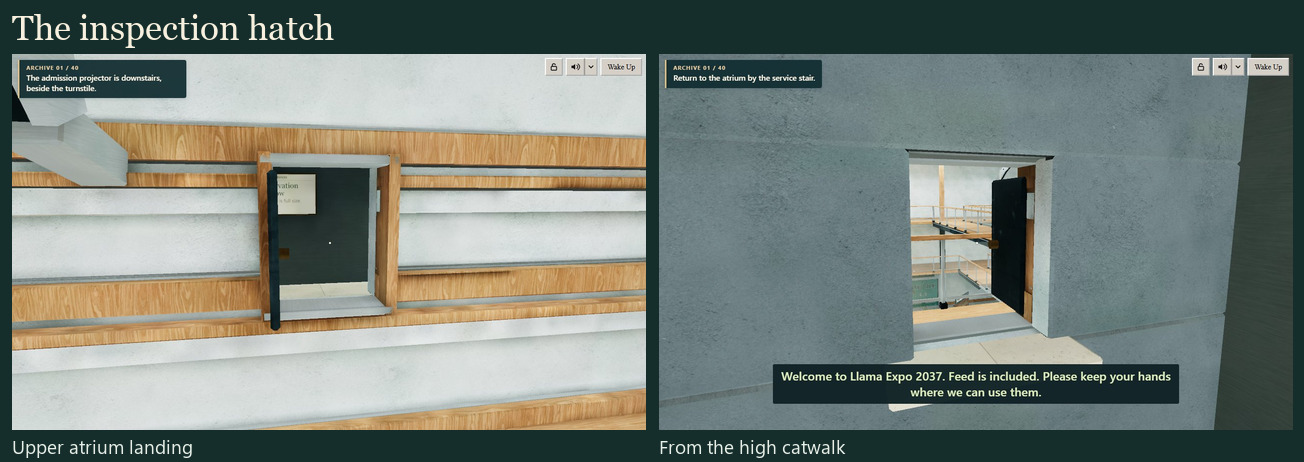 The inspection hatch
ARCHIVE 01 / 40
The admission projector is downstairs,
beside the turnstile.
Wake Up
ARCHIVE 01 / 40
Return to the atrium by the service stair.
Wake Up
Welcome to Llama Expo 2037. Feed is included. Please keep your hands
where we can use them.
Upper atrium landing
From the high catwalk